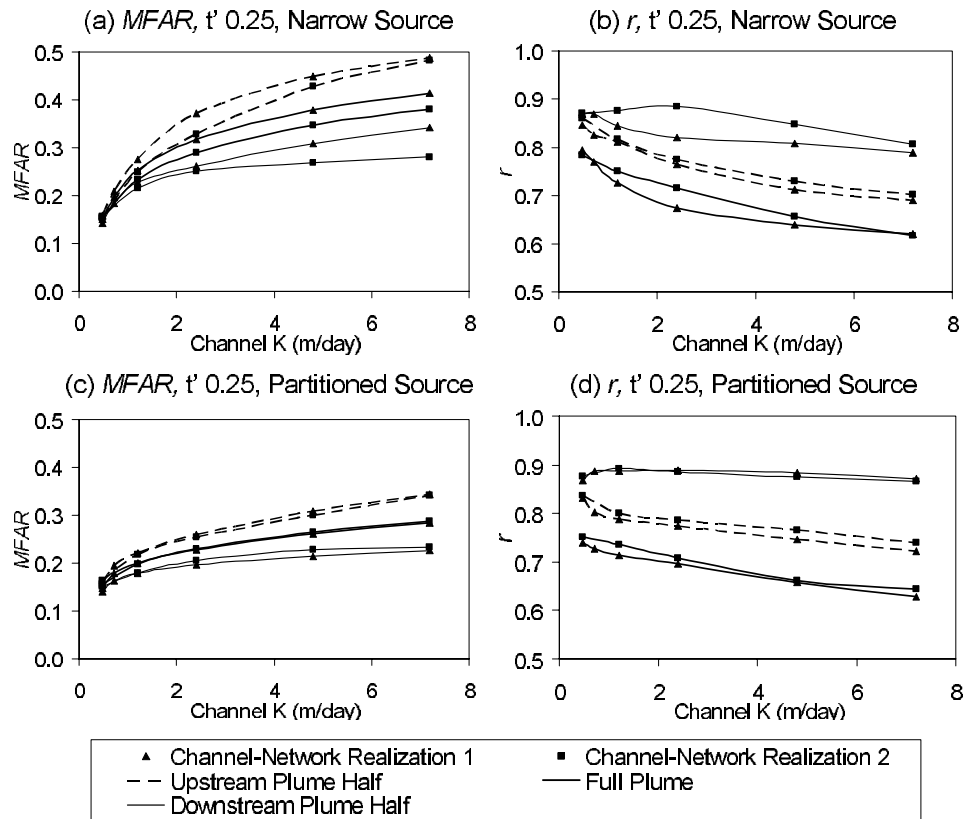 (a) MFAR, t' 0.25, Narrow Source
0.5
0.4
0.3
0.2
0.1
0.0
MFAR
0 2 4 6 8
Channel K (m/day)
(b) r, t' 0.25, Narrow Source
1.0
0.9
0.8
0.7
0.6
0.5
r
0 2 4 6 8
Channel K (m/day)
(c) MFAR, t' 0.25, Partitioned Source
0.5
0.4
0.3
0.2
0.1
0.0
MFAR
0 2 4 6 8
Channel K (m/day)
(d) r, t' 0.25, Partitioned Source
1.0
0.9
0.8
0.7
0.6
0.5
r
0 2 4 6 8
Channel K (m/day)
Channel-Network Realization 1
Channel-Network Realization 2
Upstream Plume Half
Full Plume
Downstream Plume Half